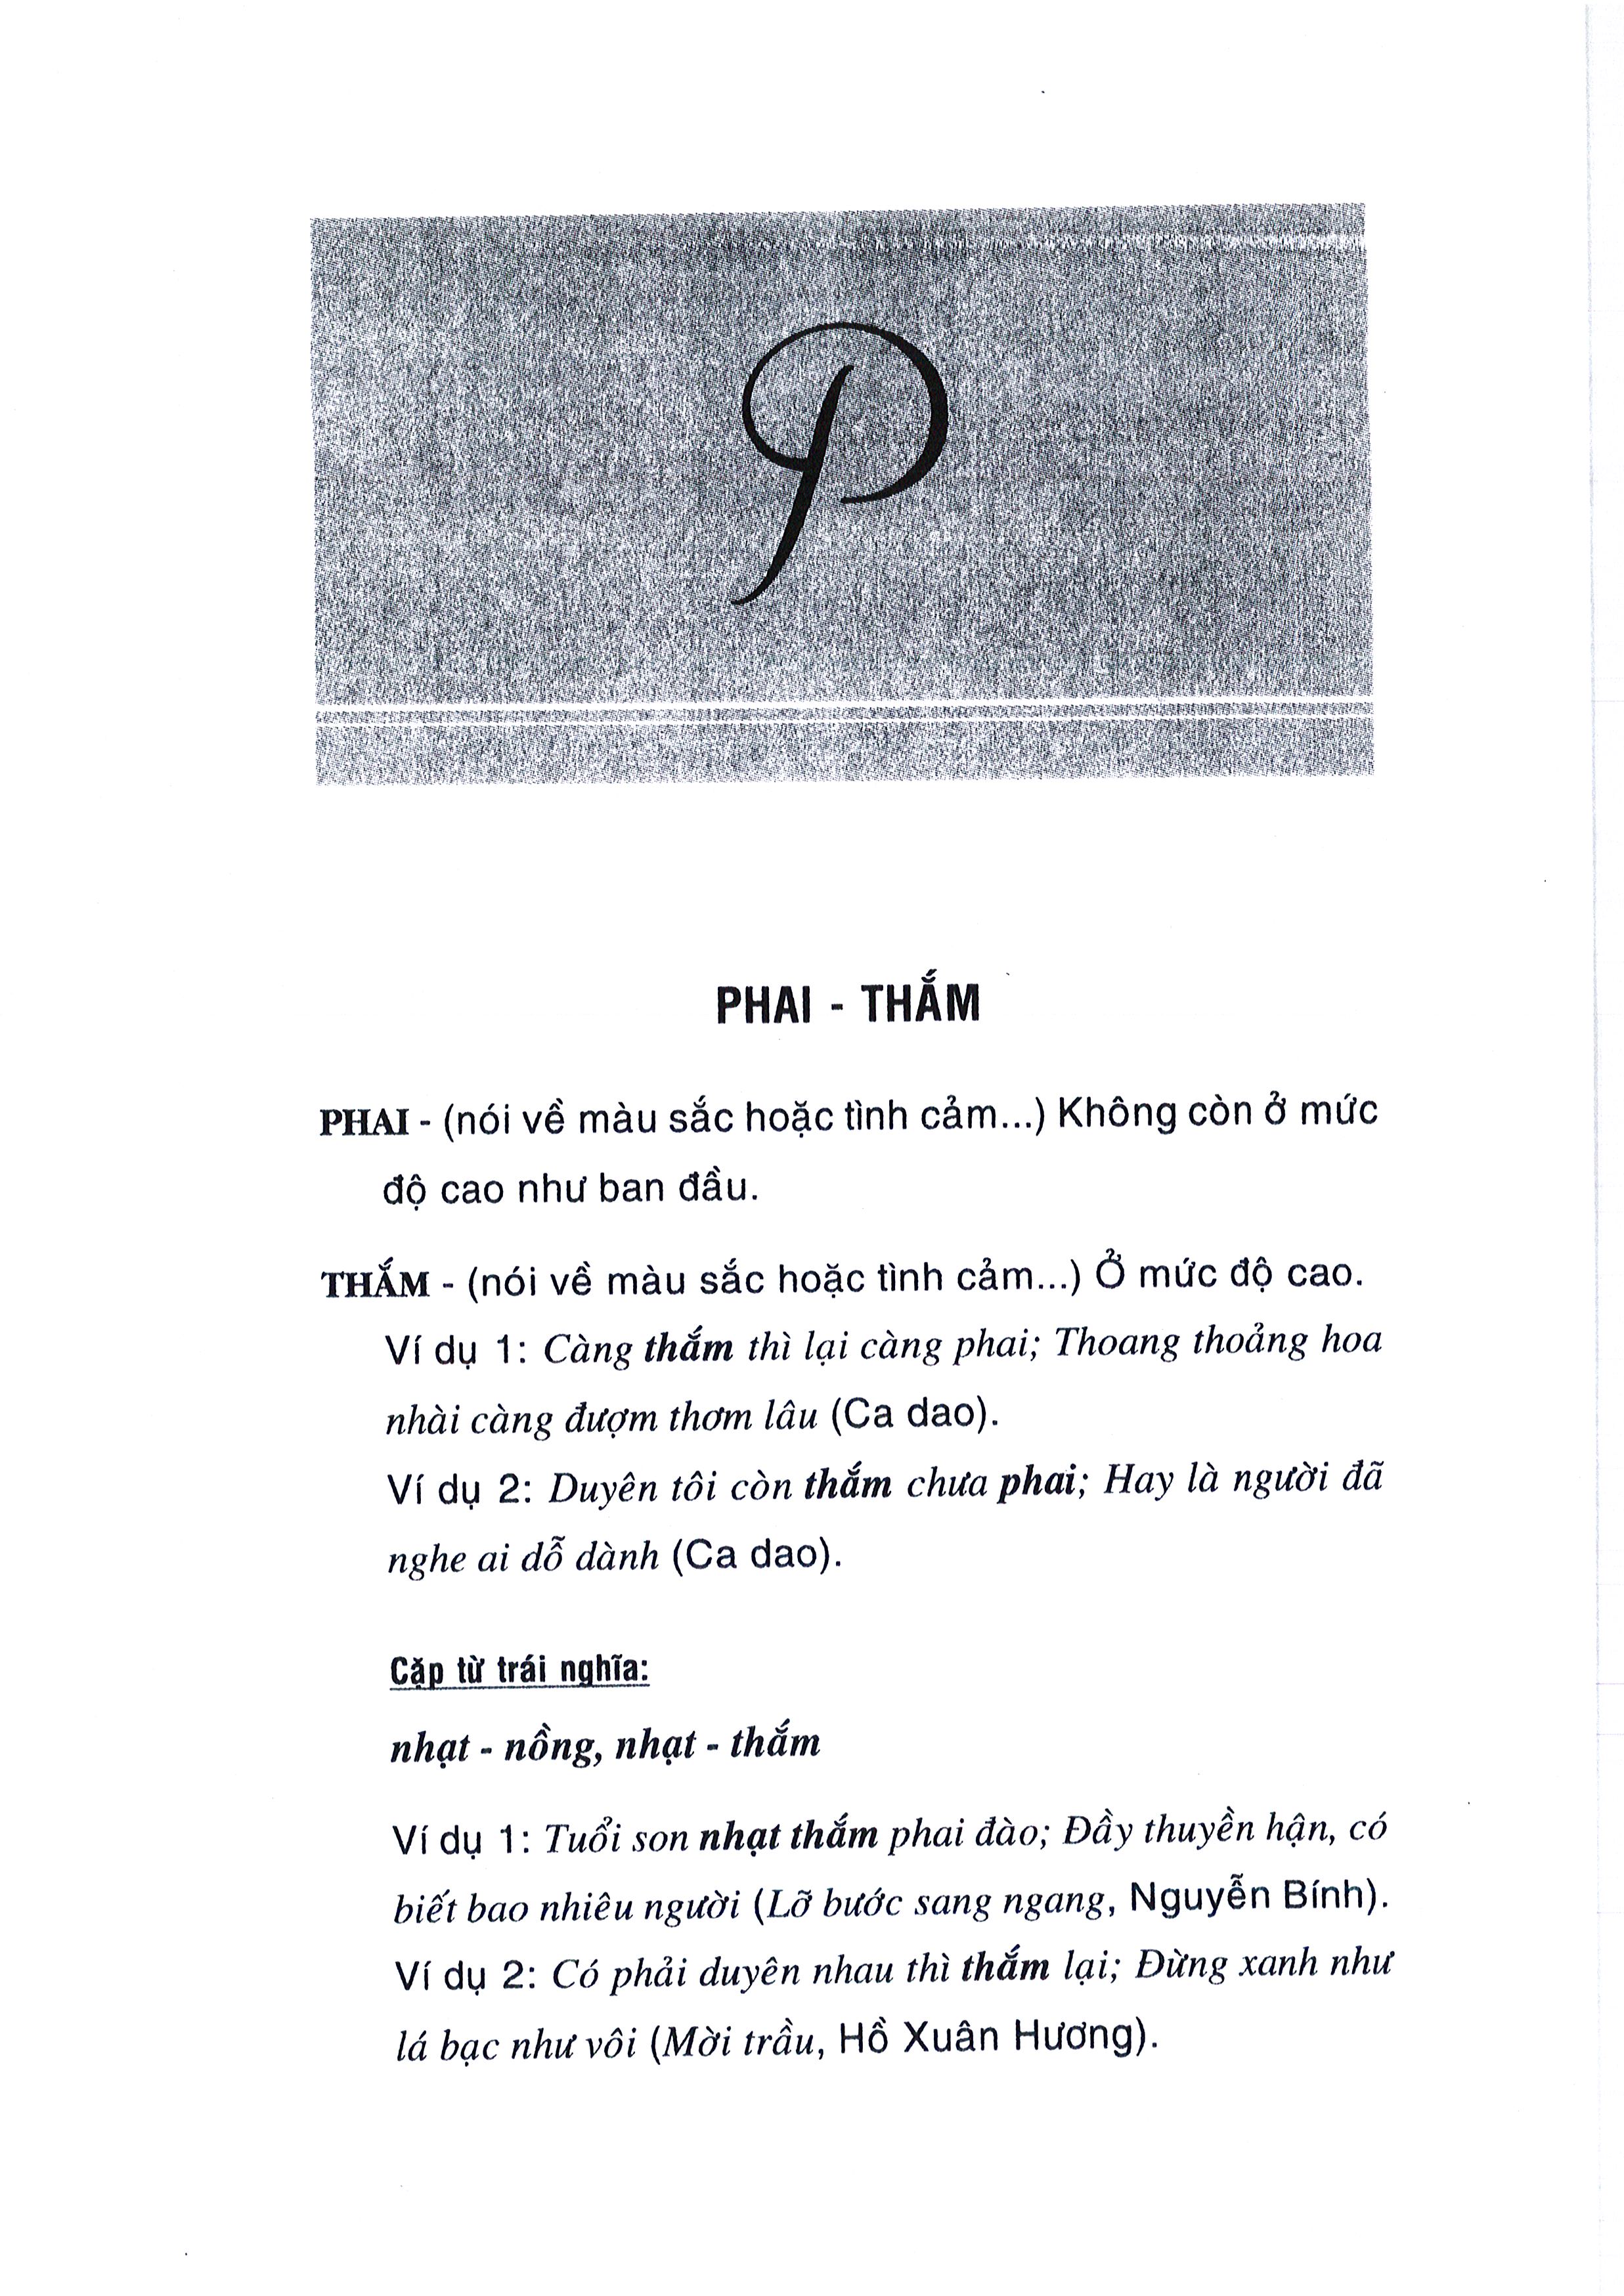 P
PHAI - THẮM
PHAI - (nói về màu sắc hoặc tình cảm...) Không còn ở mức
độ cao như ban đầu.
THẮM - (nói về màu sắc hoặc tình cảm...) Ở mức độ cao.
Ví dụ 1: Càng thắm thì lại càng phai; Thoang thoảng hoa
nhài càng đượm thơm lâu (Ca dao).
Ví dụ 2: Duyên tôi còn thắm chưa phai; Hay là người đã
nghe ai dỗ dành (Ca dao).
Cặp từ trái nghĩa:
nhạt - nồng, nhạt - thắm
Ví dụ 1: Tuổi son nhạt thắm phai đào; Đầy thuyền hận, có
biết bao nhiêu người (Lỡ bước sang ngang, Nguyễn Bính).
Ví dụ 2: Có phải duyên nhau thì thắm lại; Đừng xanh như
lá bạc như vôi (Mời trầu, Hồ Xuân Hương).